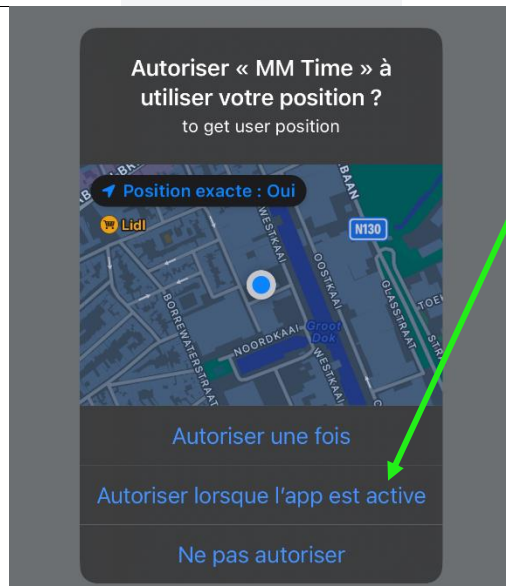 Autoriser « MM Time » à
utiliser votre position ?
to get user position
Position exacte : Oui
Lidl
N130
WESTKAAI
OOSTKAAI
GLASSTRAAT
BORREWATERSTRAAT
NOORDKAAI
Groot
Dok
WESTKAAI
Autoriser une fois
Autoriser lorsque l'app est active
Ne pas autoriser